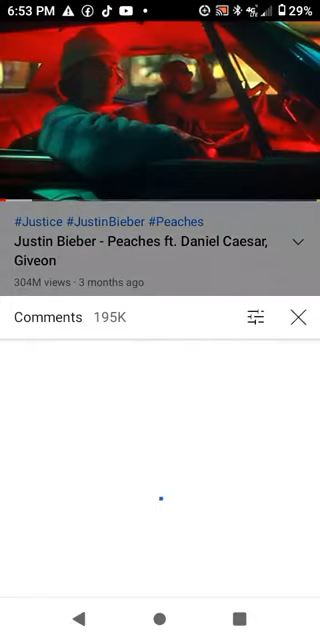 6:53 PM 4G 29%
#Justice #JustinBieber #Peaches
Justin Bieber - Peaches ft. Daniel Caesar,
Giveon
304M views · 3 months ago
Comments 195K